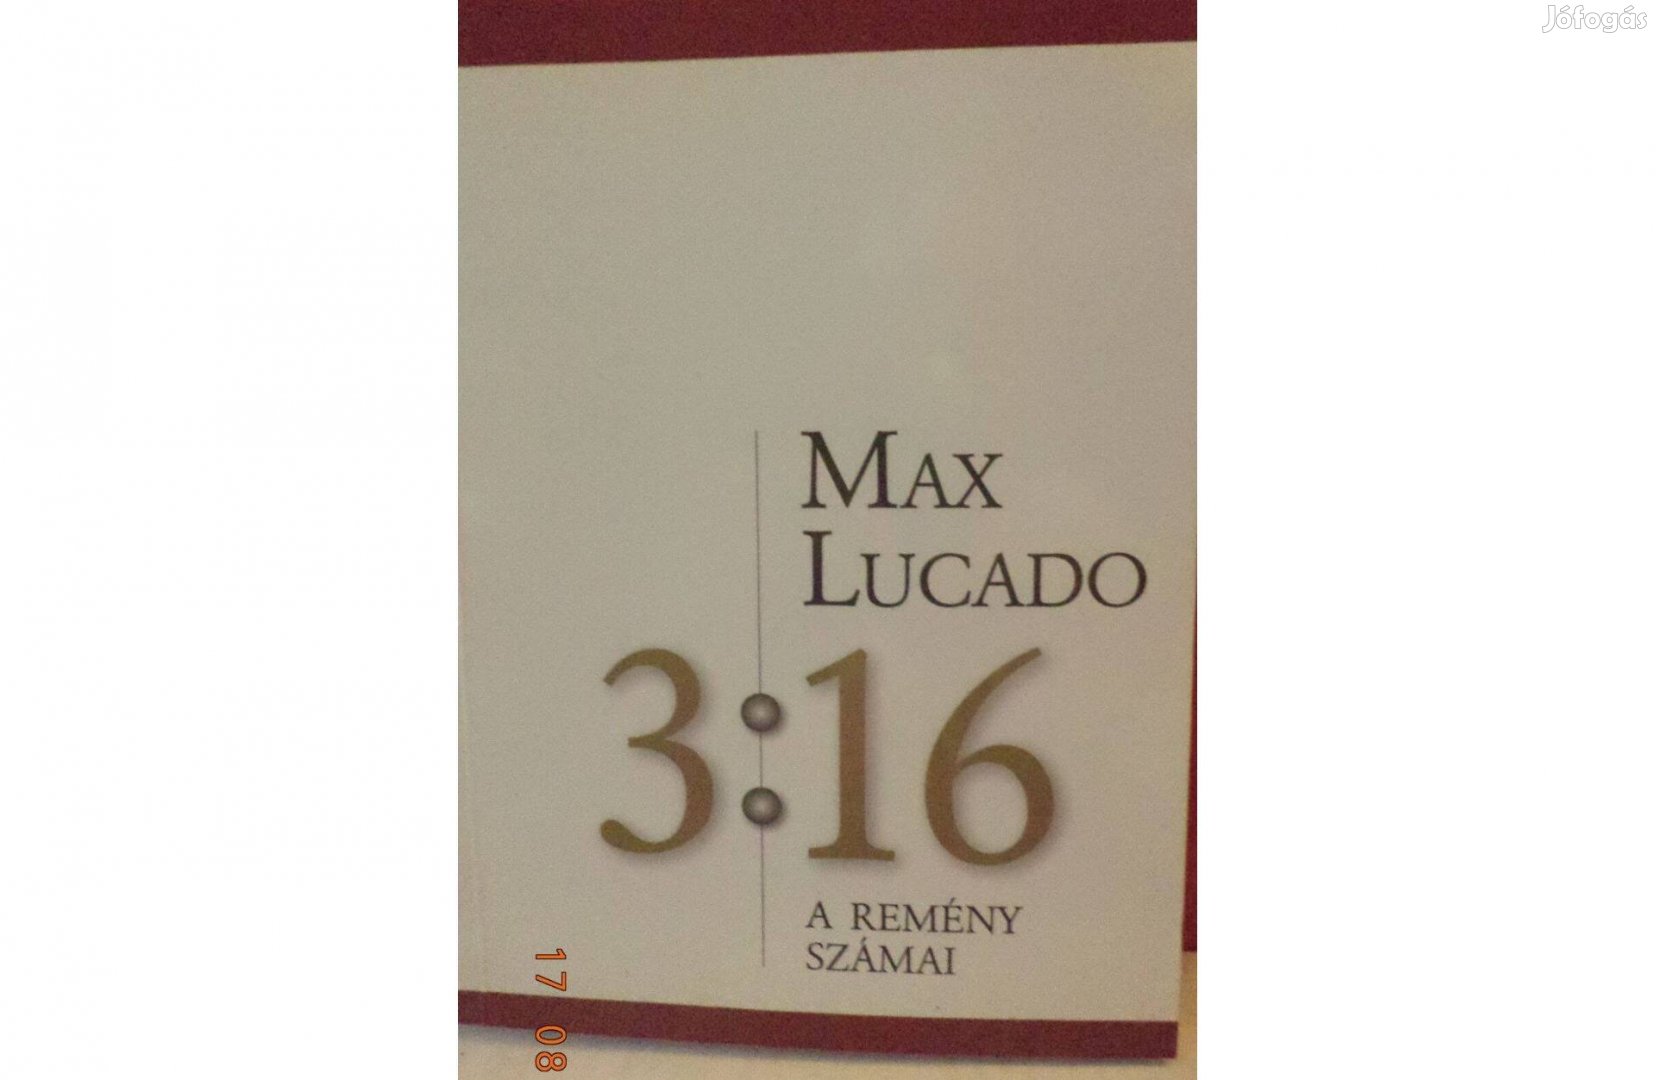 Jófogás
MAX
LUCADO
3:16
A REMÉNY
SZÁMAI
17 08